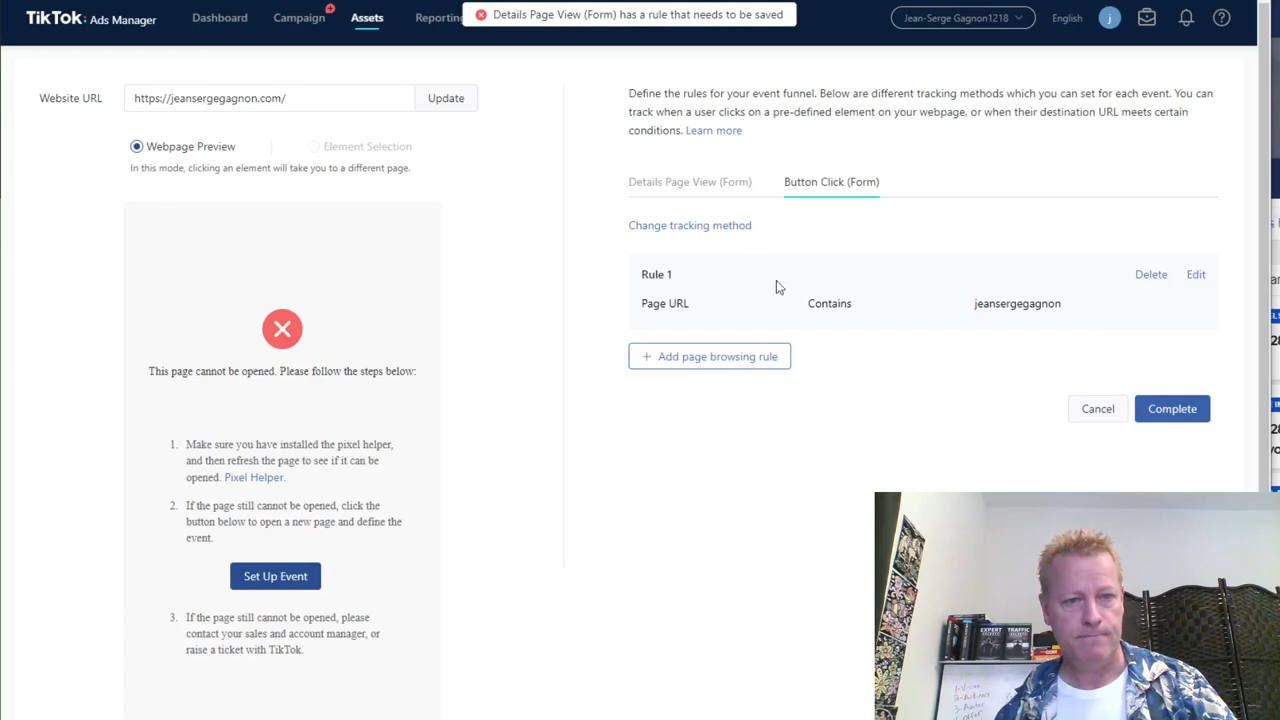 TikTok: Ads Manager
Dashboard
Campaign
Assets
Reporting
Details Page View (Form) has a rule that needs to be saved
Jean-Serge Gagnon1218
English
j
Website URL
https://jeansergegagnon.com/
Update
Webpage Preview
Element Selection
In this mode, clicking an element will take you to a different page.
This page cannot be opened. Please follow the steps below:
1. Make sure you have installed the pixel helper,
and then refresh the page to see if it can be
opened. Pixel Helper.
2. If the page still cannot be opened, click the
button below to open a new page and define the
event.
Set Up Event
3. If the page still cannot be opened, please
contact your sales and account manager, or
raise a ticket with TikTok.
Define the rules for your event funnel. Below are different tracking methods which you can set for each event. You can
track when a user clicks on a pre-defined element on your webpage, or when their destination URL meets certain
conditions. Learn more
Details Page View (Form)
Button Click (Form)
Change tracking method
Rule 1
Delete
Edit
Page URL
Contains
jeansergegagnon
+ Add page browsing rule
Cancel
Complete
EXPERT
SECRETS
TRAFFIC
SECRETS